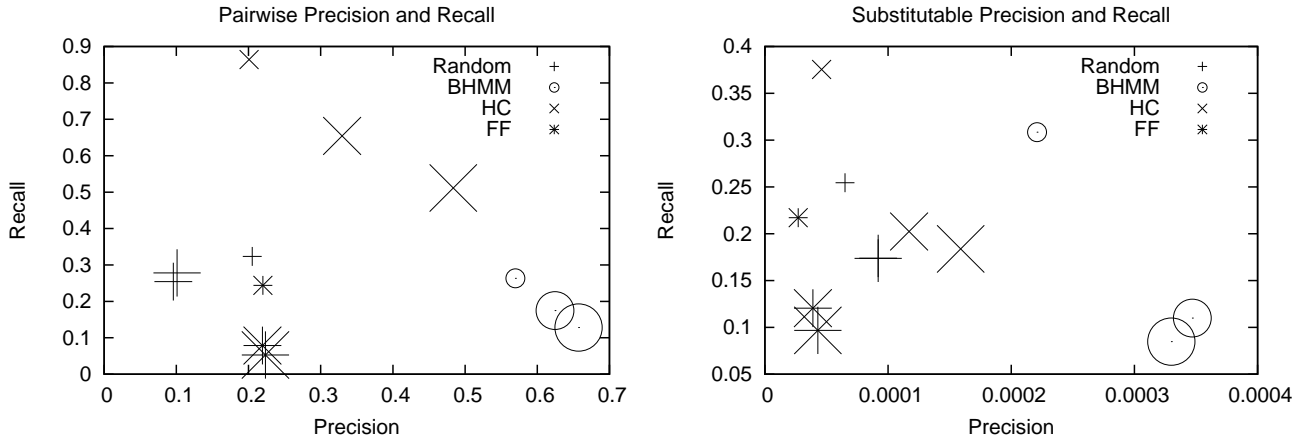 Pairwise Precision and Recall
0.9
0.8
0.7
0.6
0.5
0.4
0.3
0.2
0.1
0
Recall
Random
BHMM
HC
FF
0 0.1 0.2 0.3 0.4 0.5 0.6 0.7
Precision
Substitutable Precision and Recall
0.4
0.35
0.3
0.25
0.2
0.15
0.1
0.05
Recall
Random
BHMM
HC
FF
0 0.0001 0.0002 0.0003 0.0004
Precision